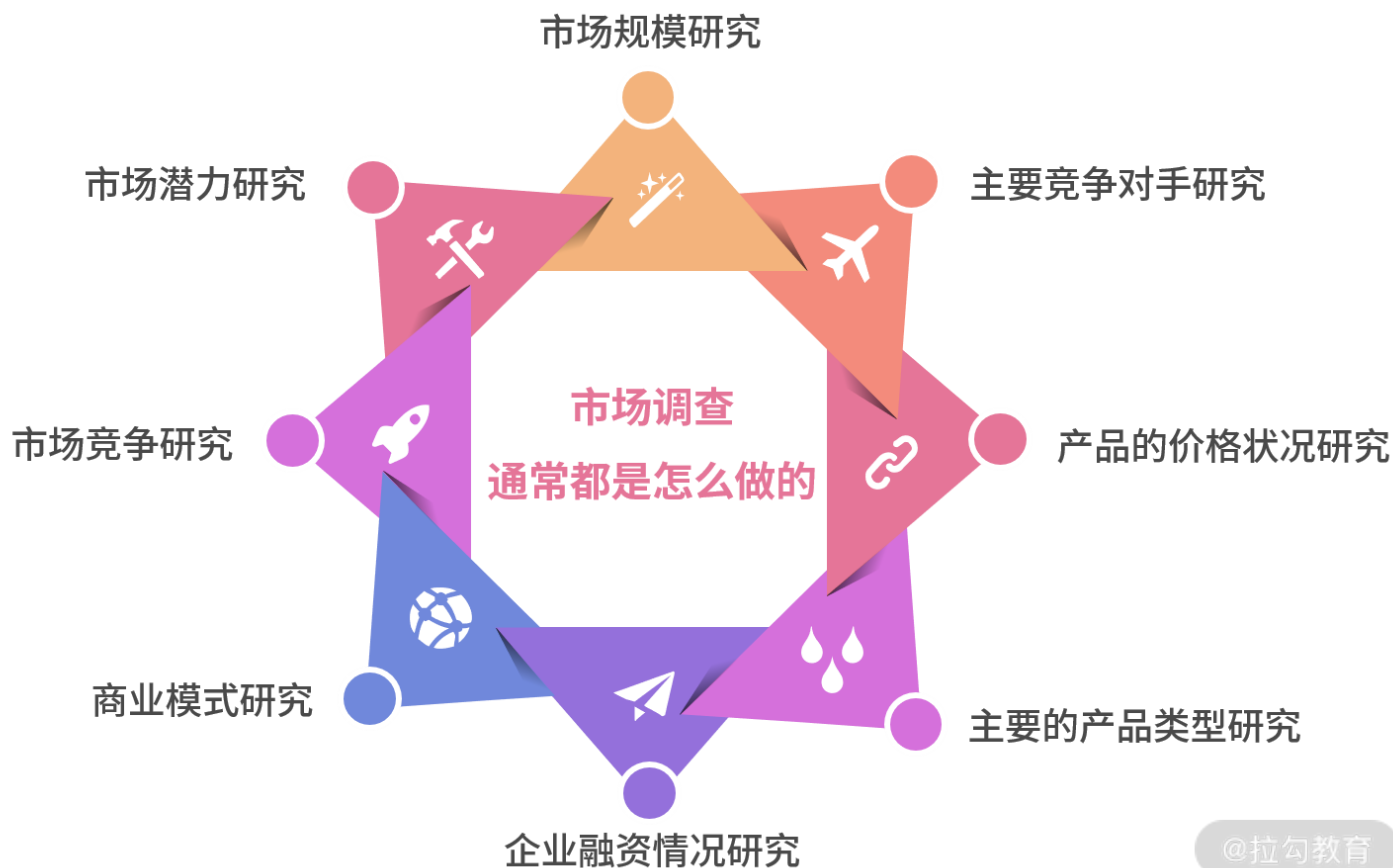 市场规模研究
市场潜力研究
主要竞争对手研究
市场调查
通常都是怎么做的
市场竞争研究
产品的价格状况研究
商业模式研究
主要的产品类型研究
企业融资情况研究
@拉勾教育